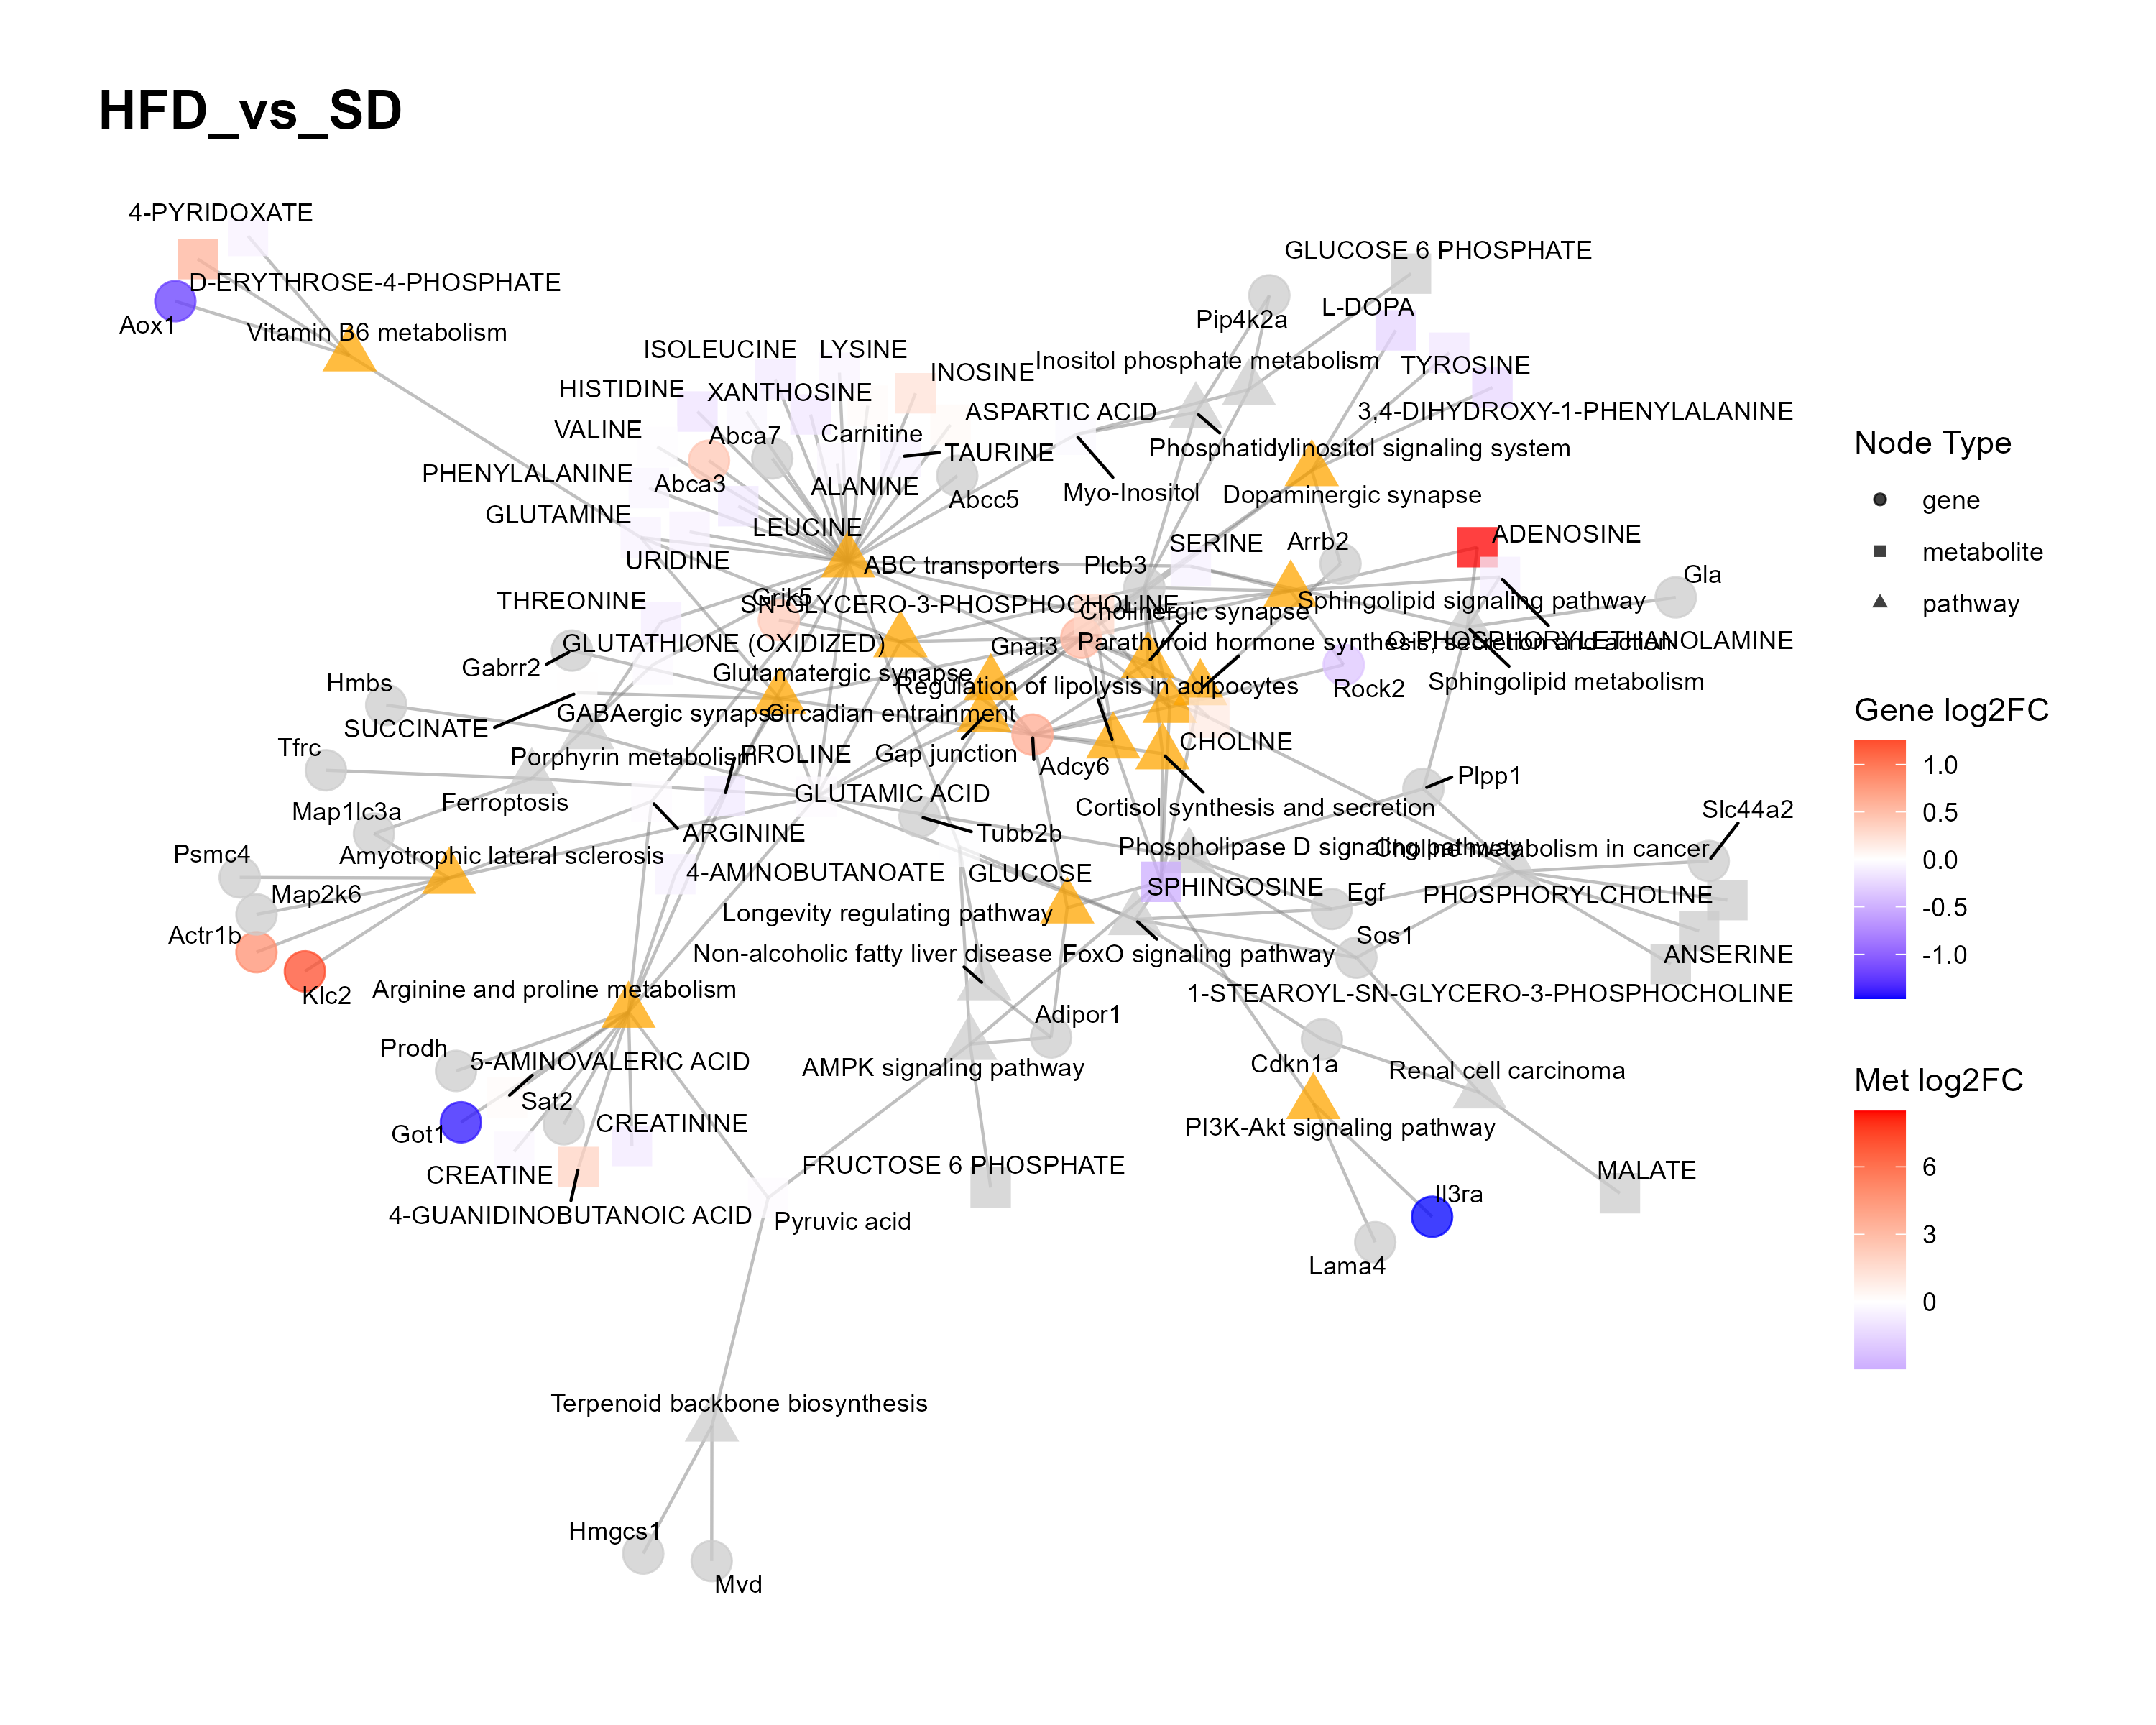 HFD_vs_SD
4-PYRIDOXATE
D-ERYTHROSE-4-PHOSPHATE
Aox1
Vitamin B6 metabolism
GLUCOSE 6 PHOSPHATE
L-DOPA
Pip4k2a
ISOLEUCINE
LYSINE
INOSINE
Inositol phosphate metabolism
TYROSINE
HISTIDINE
XANTHOSINE
ASPARTIC ACID
3,4-DIHYDROXY-1-PHENYLALANINE
VALINE
Abca7
Carnitine
TAURINE
Phosphatidylinositol signaling system
PHENYLALANINE
Abca3
ALANINE
Abcc5
Myo-Inositol
Dopaminergic synapse
GLUTAMINE
LEUCINE
URIDINE
ABC transporters
Plcb3
SERINE
Arrb2
ADENOSINE
Gla
THREONINE
Grik5
SN-GLYCERO-3-PHOSPHOCHOLINE
Cholinergic synapse
Sphingolipid signaling pathway
GLUTATHIONE (OXIDIZED)
Gnai3
Parathyroid hormone synthesis, secretion and action
O-PHOSPHORYLETHANOLAMINE
Gabrr2
Glutamatergic synapse
Regulation of lipolysis in adipocytes
Rock2
Sphingolipid metabolism
Hmbs
SUCCINATE
GABAergic synapse
Circadian entrainment
Tfrc
Porphyrin metabolism
PROLINE
Gap junction
Adcy6
CHOLINE
Plpp1
Map1lc3a
Ferroptosis
GLUTAMIC ACID
Cortisol synthesis and secretion
Slc44a2
ARGININE
Tubb2b
Psmc4
Amyotrophic lateral sclerosis
Phospholipase D signaling pathway
Choline metabolism in cancer
Map2k6
4-AMINOBUTANOATE
GLUCOSE
SPHINGOSINE
Egf
PHOSPHORYLCHOLINE
Actr1b
Longevity regulating pathway
Sos1
Non-alcoholic fatty liver disease
FoxO signaling pathway
ANSERINE
Klc2
Arginine and proline metabolism
1-STEAROYL-SN-GLYCERO-3-PHOSPHOCHOLINE
Adipor1
Prodh
5-AMINOVALERIC ACID
AMPK signaling pathway
Cdkn1a
Renal cell carcinoma
Sat2
Got1
CREATININE
PI3K-Akt signaling pathway
CREATINE
FRUCTOSE 6 PHOSPHATE
MALATE
4-GUANIDINOBUTANOIC ACID
Pyruvic acid
Il3ra
Lama4
Terpenoid backbone biosynthesis
Hmgcs1
Mvd
Node Type
gene
metabolite
pathway
Gene log2FC
1.0
0.5
0.0
-0.5
-1.0
Met log2FC
6
3
0